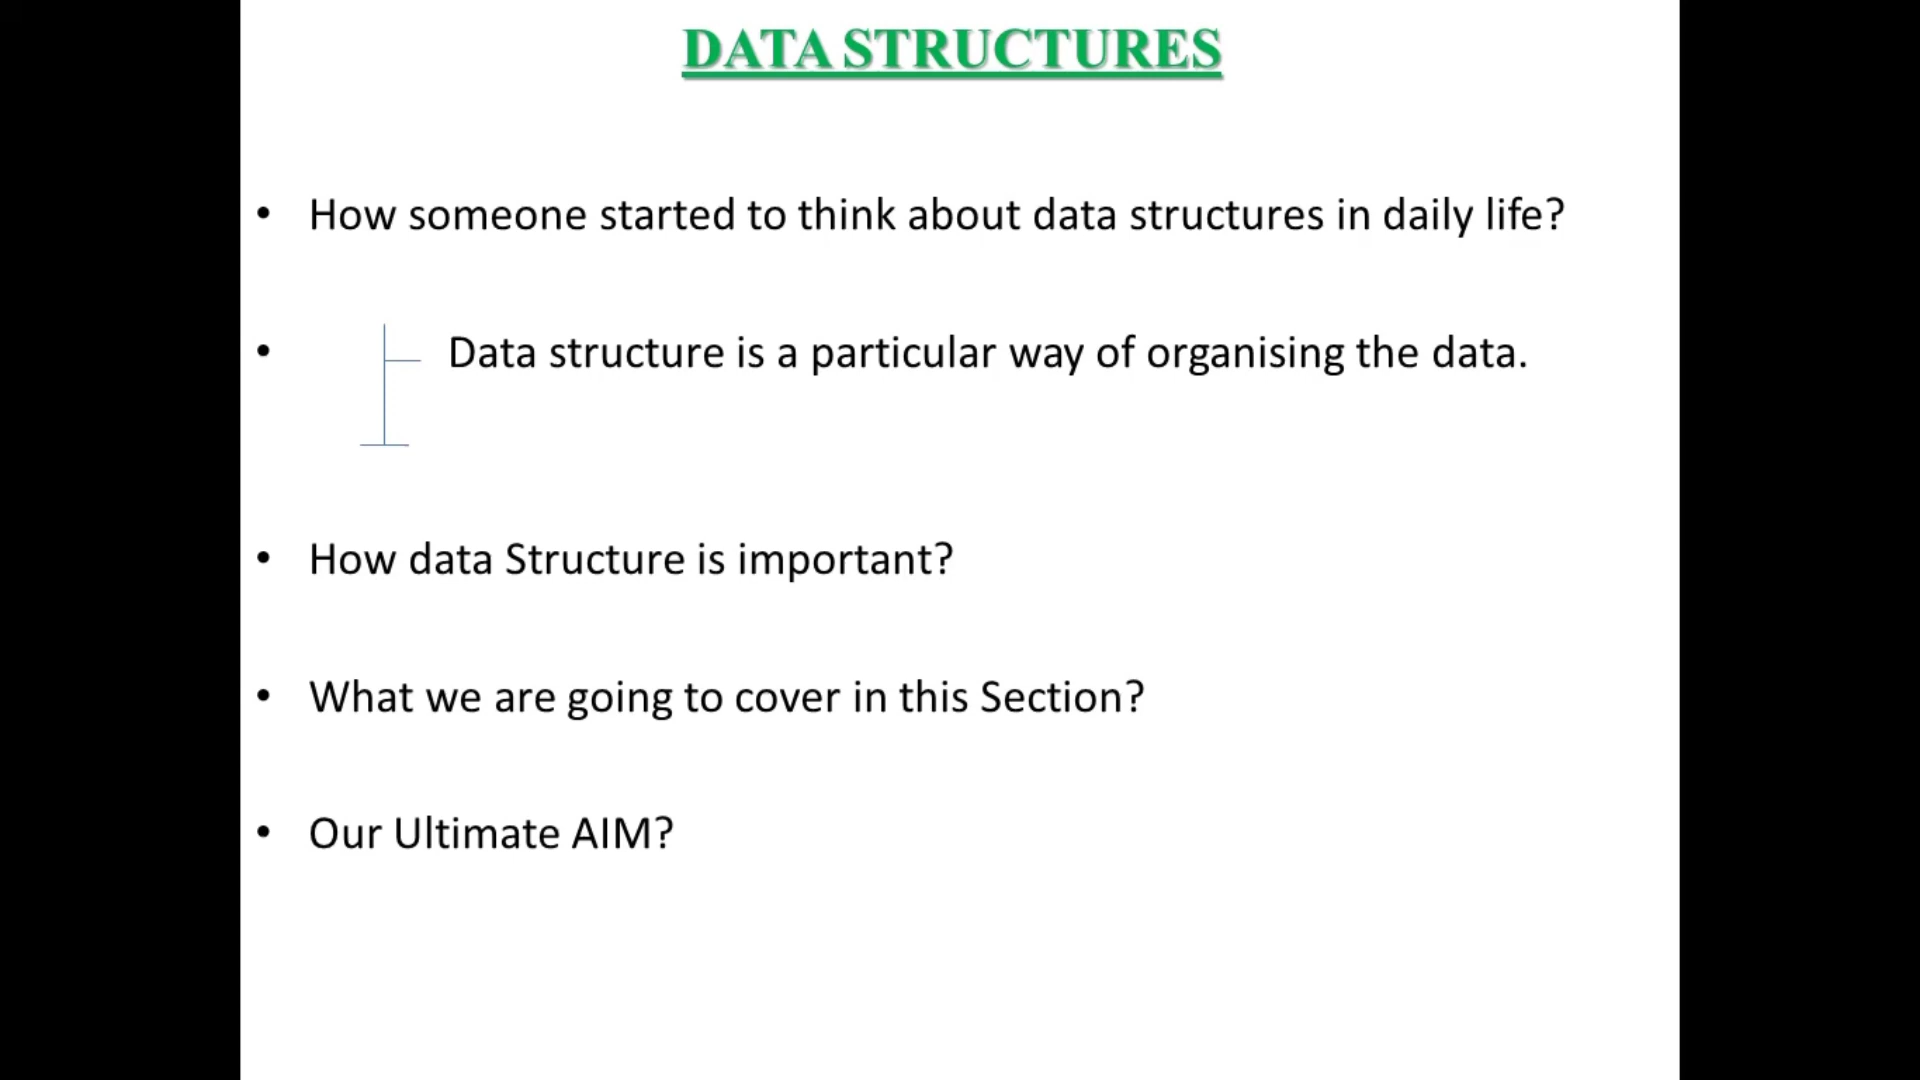 DATA STRUCTURES
• How someone started to think about data structures in daily life?
• Data structure is a particular way of organising the data.
• How data Structure is important?
• What we are going to cover in this Section?
• Our Ultimate AIM?